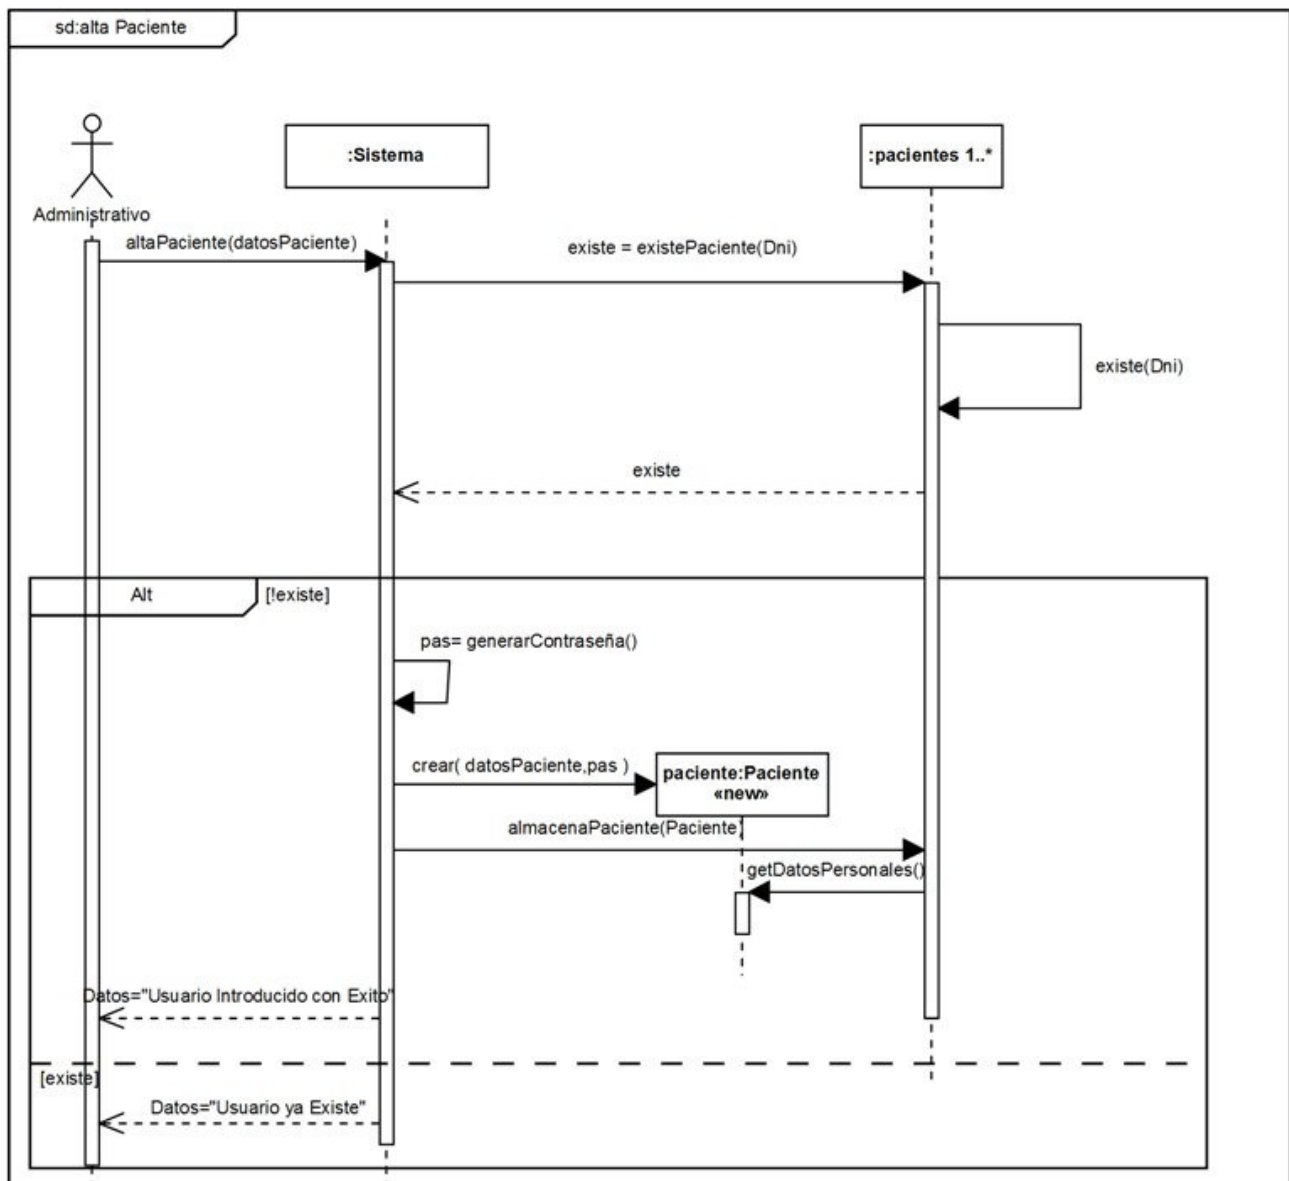 sd:alta Paciente
:Sistema
:pacientes 1..*
Administrativo
altaPaciente(datosPaciente)
existe = existePaciente(Dni)
existe(Dni)
existe
Alt
[!existe]
pas= generarContraseña()
crear( datosPaciente,pas )
paciente:Paciente
«new»
almacenaPaciente(Paciente)
getDatosPersonales()
Datos="Usuario Introducido con Exito"
[existe]
Datos="Usuario ya Existe"